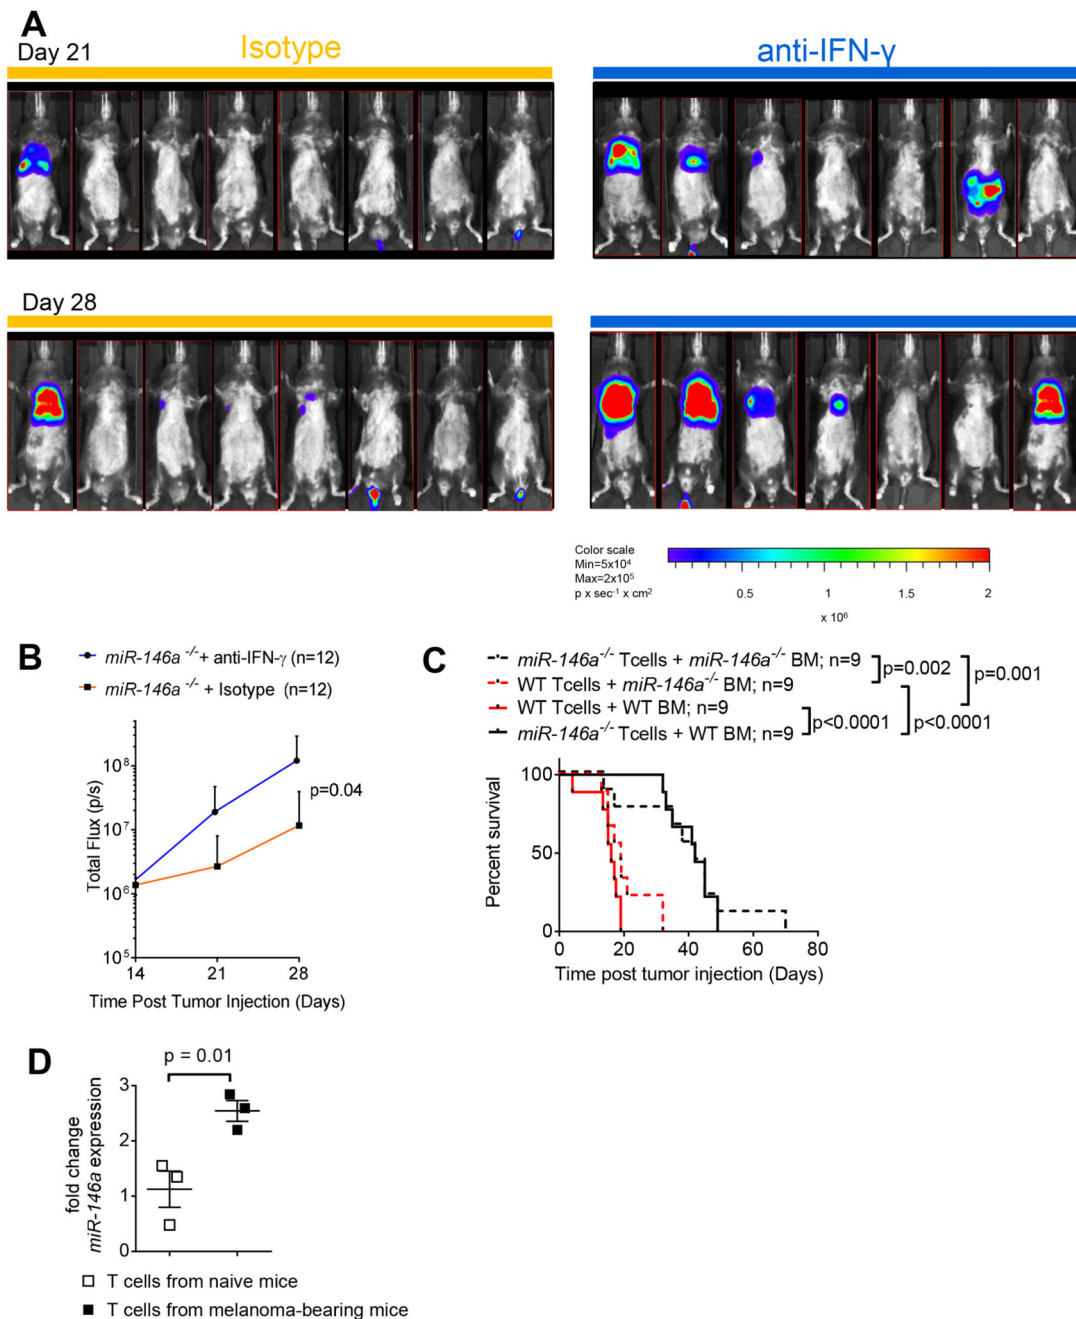 A
Day 21
Isotype
anti-IFN-γ
Day 28
Color scale
Min=5x10⁴
Max=2x10⁵
p x sec⁻¹ x cm²
0.5 1 1.5 2
x 10⁶
B
miR-146a ⁻/⁻ + anti-IFN-γ (n=12)
miR-146a ⁻/⁻ + Isotype (n=12)
Total Flux (p/s)
10⁸
10⁷
10⁶
10⁵
p=0.04
14 21 28
Time Post Tumor Injection (Days)
C
miR-146a⁻/⁻ Tcells + miR-146a⁻/⁻ BM; n=9
WT Tcells + miR-146a⁻/⁻ BM; n=9
WT Tcells + WT BM; n=9
miR-146a⁻/⁻ Tcells + WT BM; n=9
p=0.002
p=0.001
p<0.0001
p<0.0001
Percent survival
100
50
0
0 20 40 60 80
Time post tumor injection (Days)
D
p = 0.01
fold change
miR-146a expression
3
2
1
0
T cells from naive mice
T cells from melanoma-bearing mice